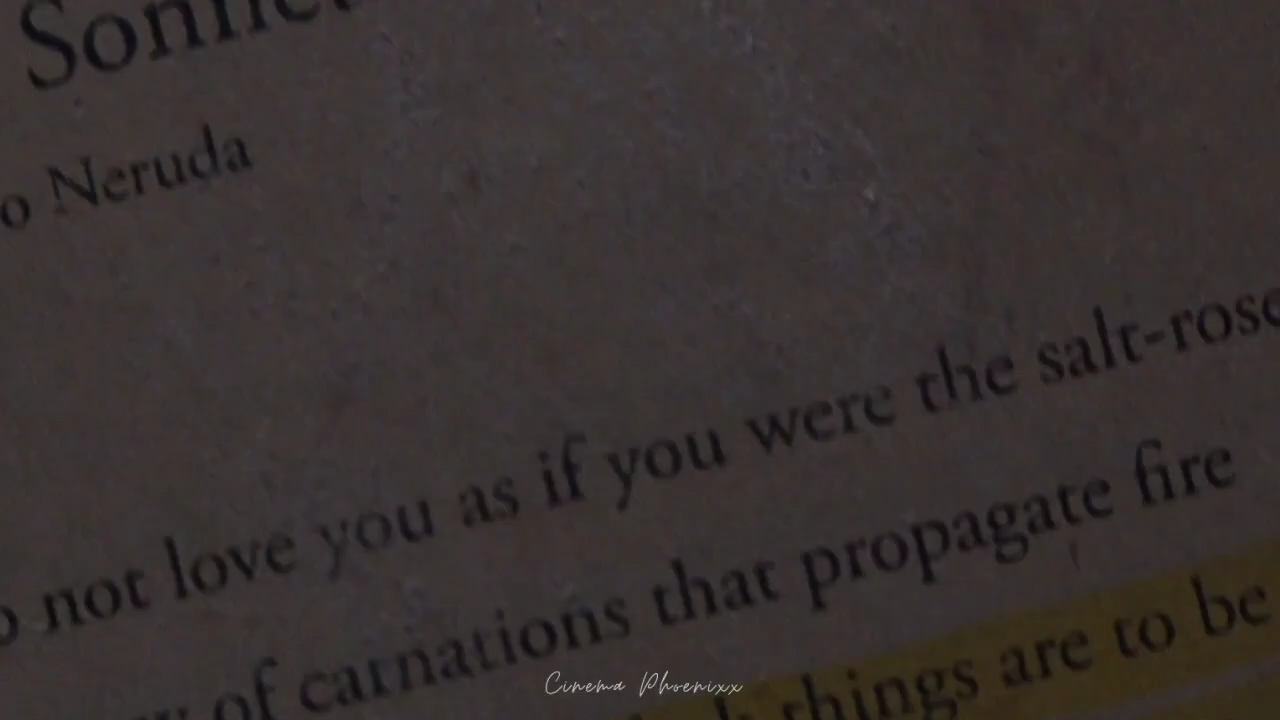 Sonnet
o Neruda
not love you as if you were the salt-rose
of carnations that propagate fire
things are to be
Cinema Phoenixx